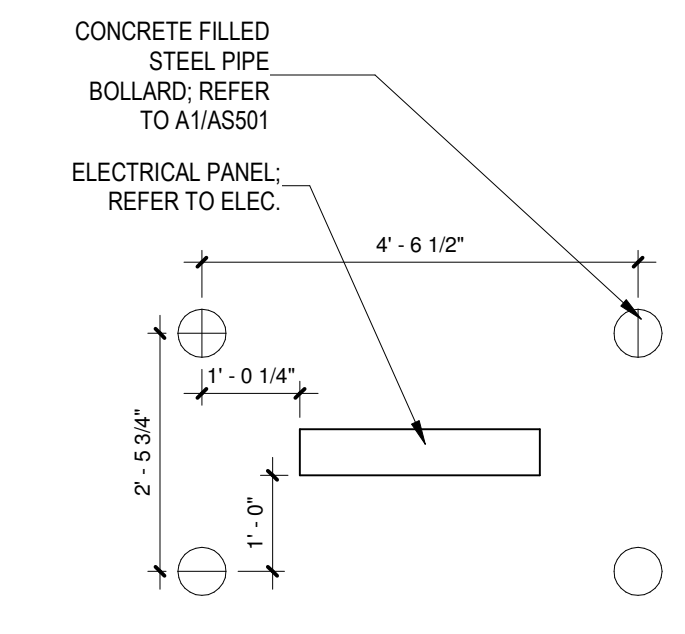 CONCRETE FILLED
STEEL PIPE
BOLLARD; REFER
TO A1/AS501
ELECTRICAL PANEL;
REFER TO ELEC.
4' - 6 1/2"
1' - 0 1/4"
2' - 5 3/4"
1' - 0"